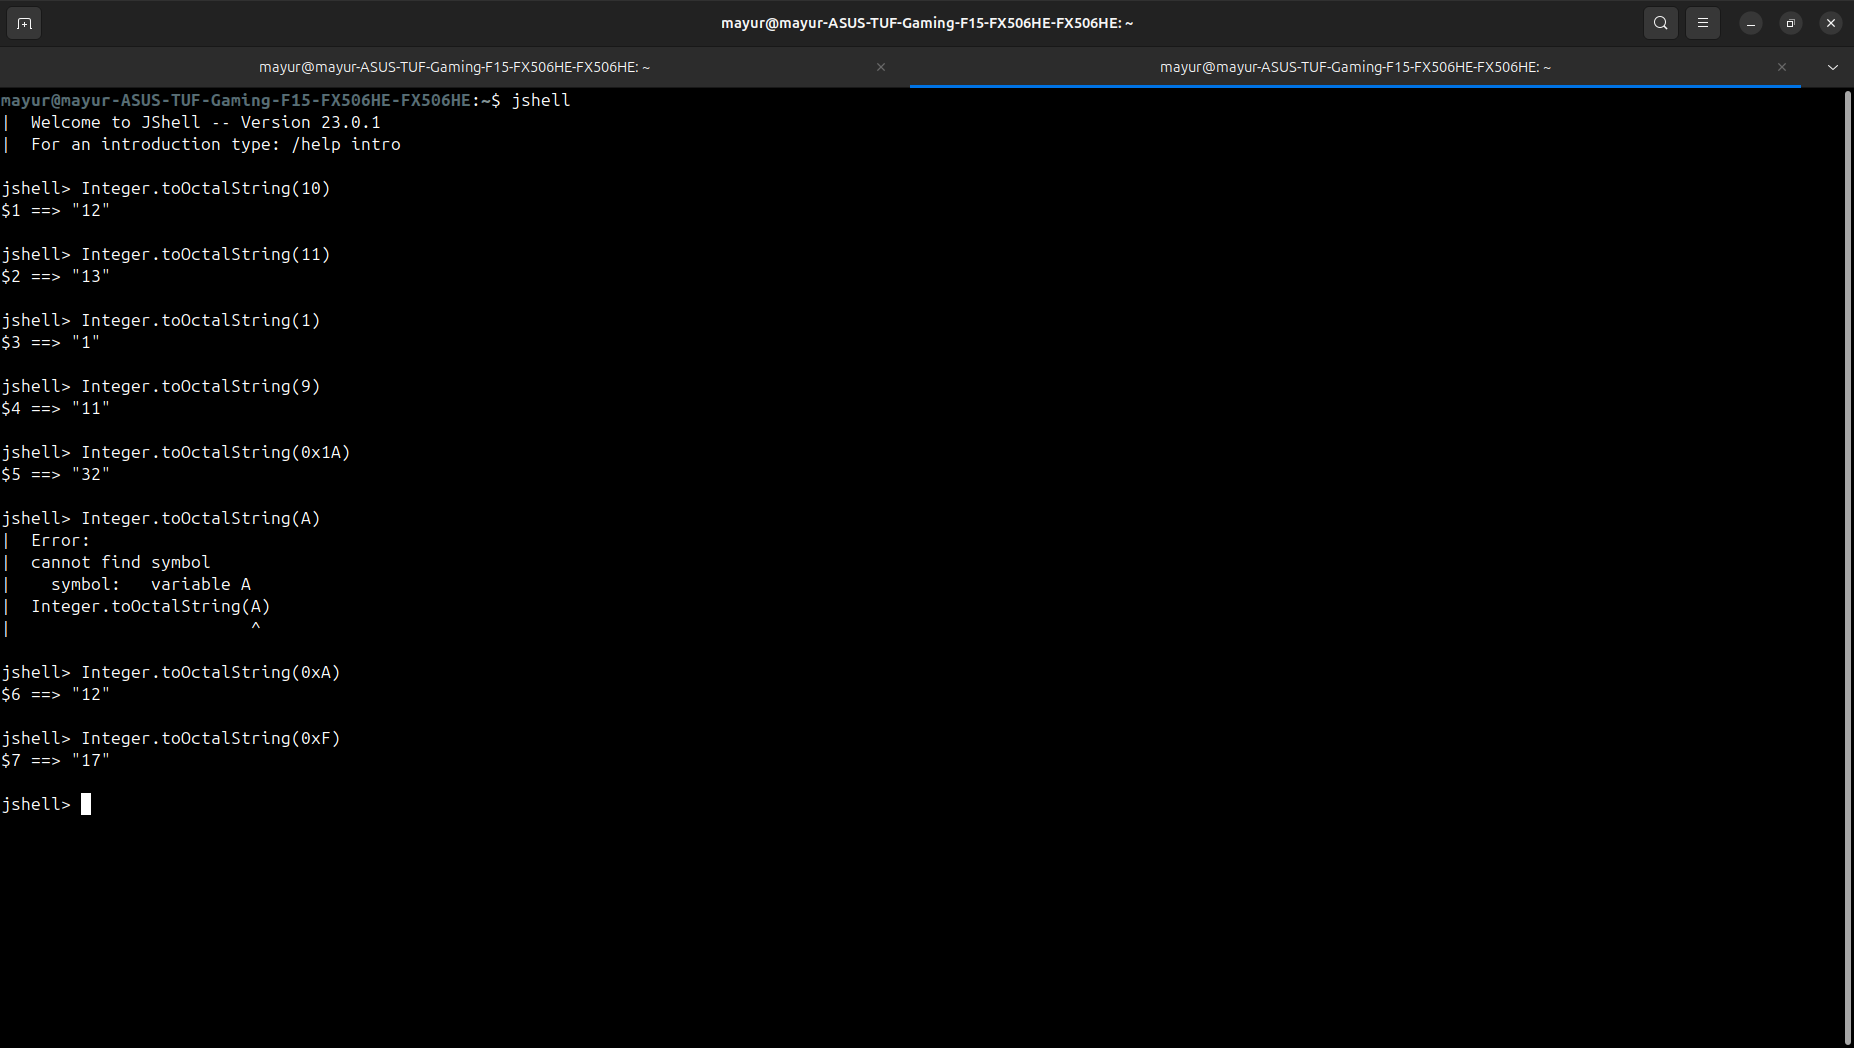 mayur@mayur-ASUS-TUF-Gaming-F15-FX506HE-FX506HE: ~
mayur@mayur-ASUS-TUF-Gaming-F15-FX506HE-FX506HE: ~
mayur@mayur-ASUS-TUF-Gaming-F15-FX506HE-FX506HE: ~
mayur@mayur-ASUS-TUF-Gaming-F15-FX506HE-FX506HE:~$ jshell
|  Welcome to JShell -- Version 23.0.1
|  For an introduction type: /help intro
jshell> Integer.toOctalString(10)
$1 ==> "12"
jshell> Integer.toOctalString(11)
$2 ==> "13"
jshell> Integer.toOctalString(1)
$3 ==> "1"
jshell> Integer.toOctalString(9)
$4 ==> "11"
jshell> Integer.toOctalString(0x1A)
$5 ==> "32"
jshell> Integer.toOctalString(A)
|  Error:
|  cannot find symbol
|    symbol:   variable A
|  Integer.toOctalString(A)
|                        ^
jshell> Integer.toOctalString(0xA)
$6 ==> "12"
jshell> Integer.toOctalString(0xF)
$7 ==> "17"
jshell>